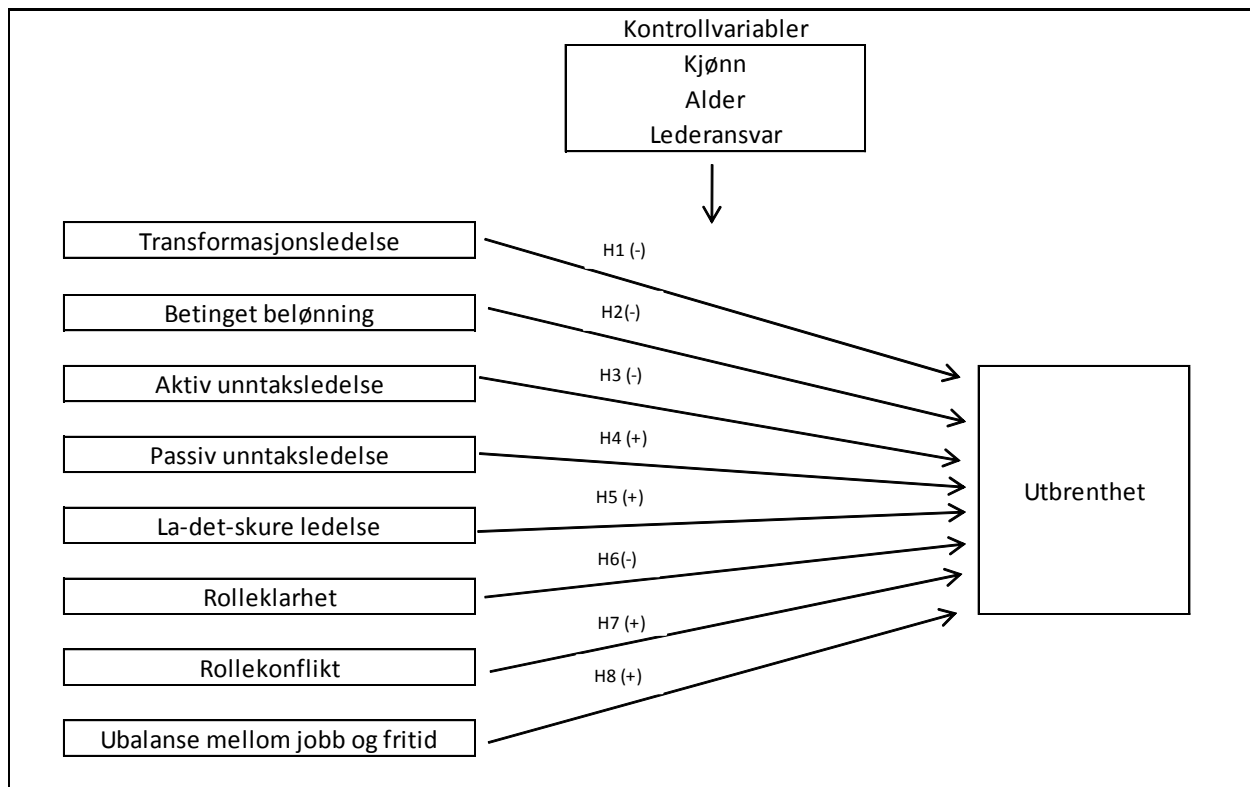 Kontrollvariabler
Kjønn
Alder
Lederansvar
Transformasjonsledelse
H1 (-)
Betinget belønning
H2(-)
Aktiv unntaksledelse
H3 (-)
Passiv unntaksledelse
H4 (+)
La-det-skure ledelse
H5 (+)
Rolleklarhet
H6(-)
Rollekonflikt
H7 (+)
Ubalanse mellom jobb og fritid
H8 (+)
Utbrenthet